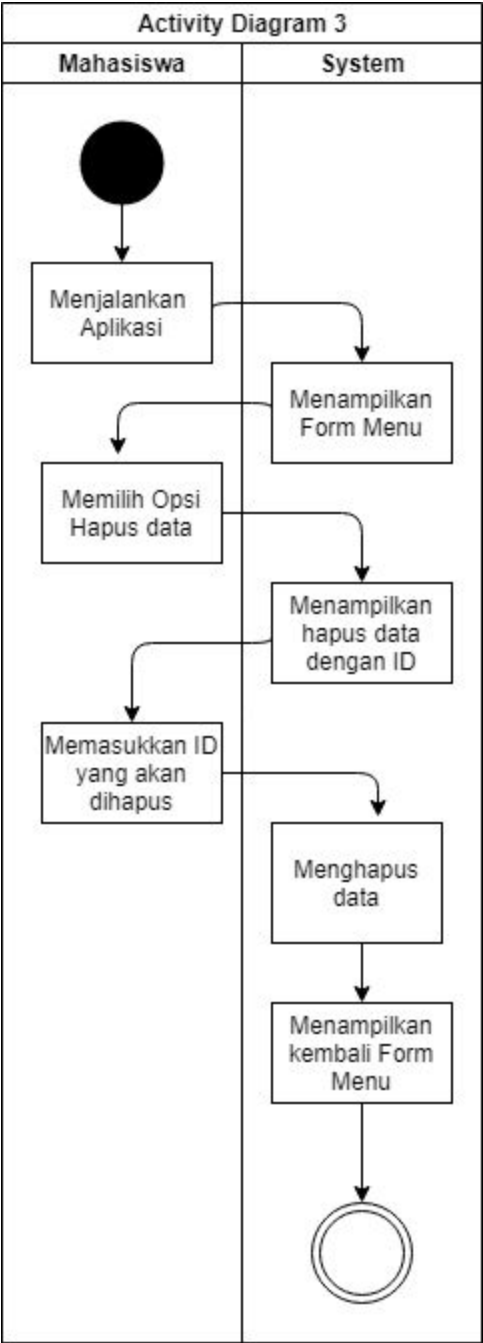 Activity Diagram 3
Mahasiswa
System
Menjalankan
Aplikasi
Menampilkan
Form Menu
Memilih Opsi
Hapus data
Menampilkan
hapus data
dengan ID
Memasukkan ID
yang akan
dihapus
Menghapus
data
Menampilkan
kembali Form
Menu